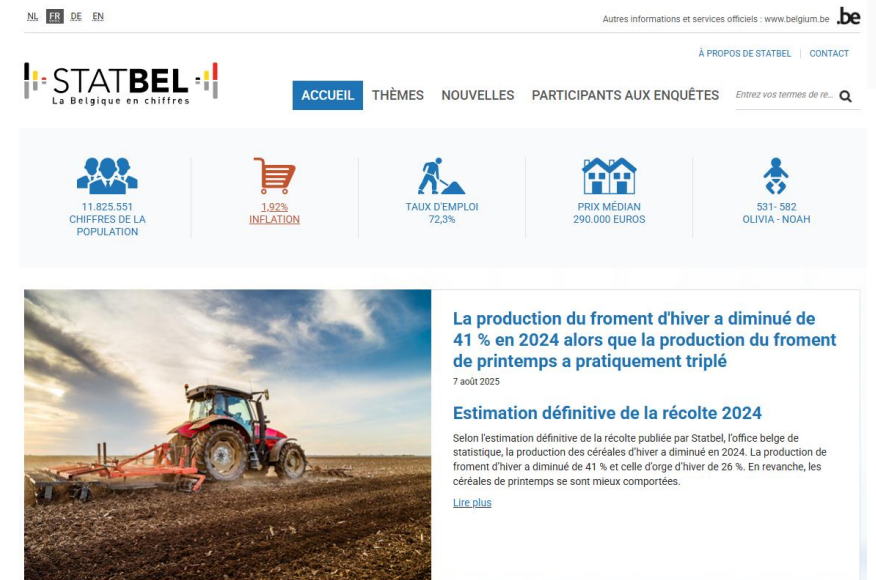 NL FR DE EN
Autres informations et services officiels : www.belgium.be .be
À PROPOS DE STATBEL | CONTACT
STATBEL
La Belgique en chiffres
ACCUEIL THÈMES NOUVELLES PARTICIPANTS AUX ENQUÊTES Entrez vos termes de re...
11.825.551
CHIFFRES DE LA
POPULATION
1,92%
INFLATION
TAUX D'EMPLOI
72,3%
PRIX MÉDIAN
290.000 EUROS
531- 582
OLIVIA - NOAH
La production du froment d'hiver a diminué de
41 % en 2024 alors que la production du froment
de printemps a pratiquement triplé
7 août 2025
Estimation définitive de la récolte 2024
Selon l'estimation définitive de la récolte publiée par Statbel, l'office belge de
statistique, la production des céréales d'hiver a diminué en 2024. La production de
froment d'hiver a diminué de 41 % et celle d'orge d'hiver de 26 %. En revanche, les
céréales de printemps se sont mieux comportées.
Lire plus